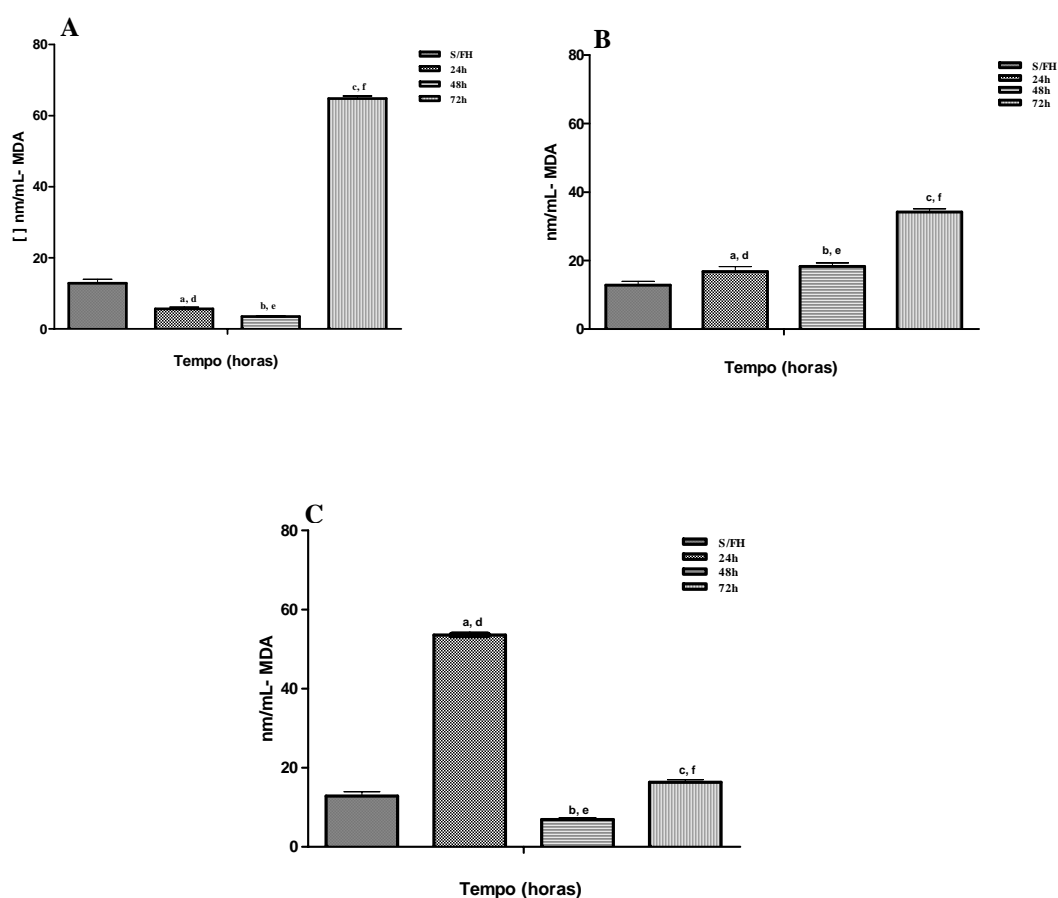 A
80
60
40
20
0
[ ] nm/mL- MDA
a, d
b, e
c, f
Tempo (horas)
S/FH
24h
48h
72h
B
80
60
40
20
0
nm/mL- MDA
a, d
b, e
c, f
Tempo (horas)
S/FH
24h
48h
72h
C
80
60
40
20
0
nm/mL- MDA
a, d
b, e
c, f
Tempo (horas)
S/FH
24h
48h
72h